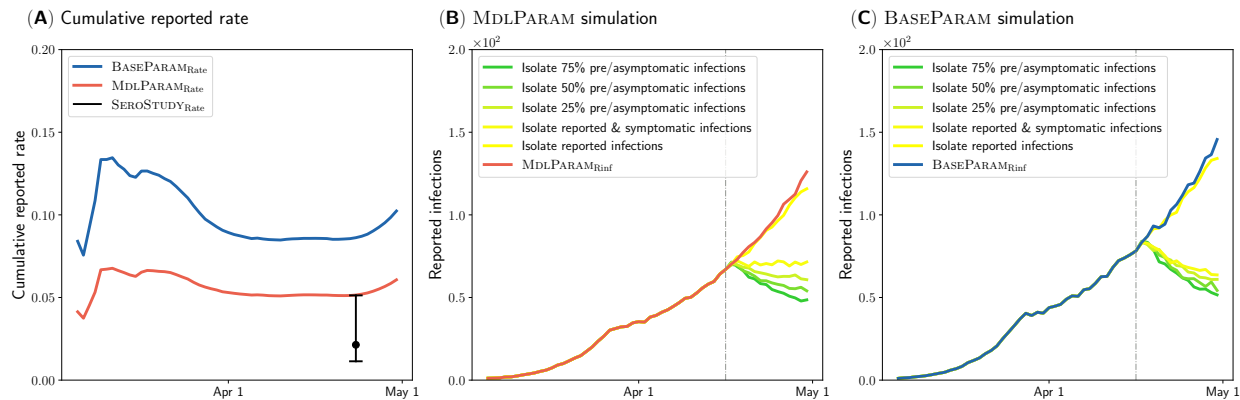 (A) Cumulative reported rate
Cumulative reported rate
0.20
0.15
0.10
0.05
0.00
BASEPARAMRate
MDLPARAMRate
SEROSTUDYRate
Apr 1
May 1
(B) MDLPARAM simulation
×10²
Reported infections
2.0
1.5
1.0
0.5
0.0
Isolate 75% pre/asymptomatic infections
Isolate 50% pre/asymptomatic infections
Isolate 25% pre/asymptomatic infections
Isolate reported & symptomatic infections
Isolate reported infections
MDLPARAMRinf
Apr 1
May 1
(C) BASEPARAM simulation
×10²
Reported infections
2.0
1.5
1.0
0.5
0.0
Isolate 75% pre/asymptomatic infections
Isolate 50% pre/asymptomatic infections
Isolate 25% pre/asymptomatic infections
Isolate reported & symptomatic infections
Isolate reported infections
BASEPARAMRinf
Apr 1
May 1